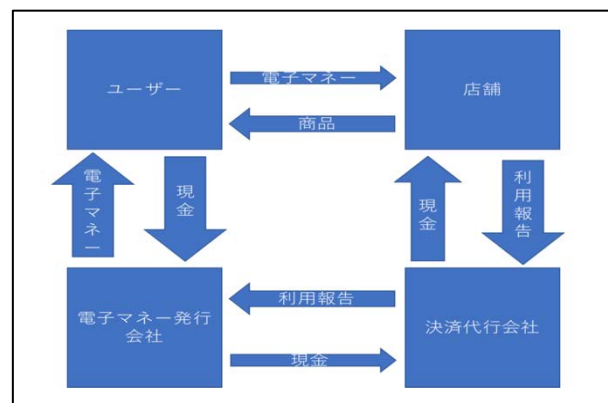 ユーザー
電子マネー
店舗
商品
電子マネー
現金
現金
利用報告
電子マネー発行
会社
利用報告
現金
決済代行会社